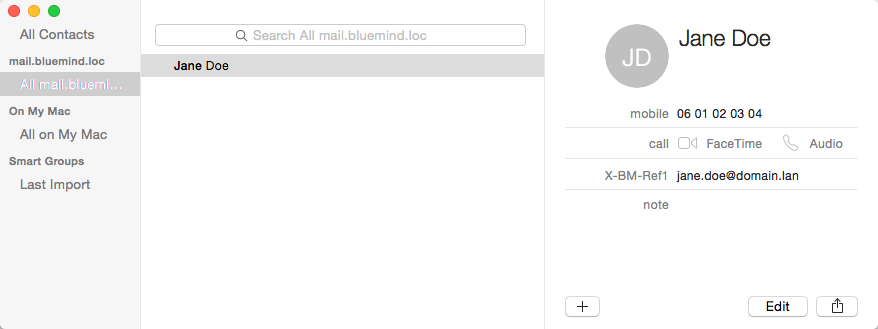 All Contacts
mail.bluemind.loc
All mail.bluemi...
On My Mac
All on My Mac
Smart Groups
Last Import
Search All mail.bluemind.loc
Jane Doe
JD
Jane Doe
mobile 06 01 02 03 04
call FaceTime Audio
X-BM-Ref1 jane.doe@domain.lan
note
+ Edit